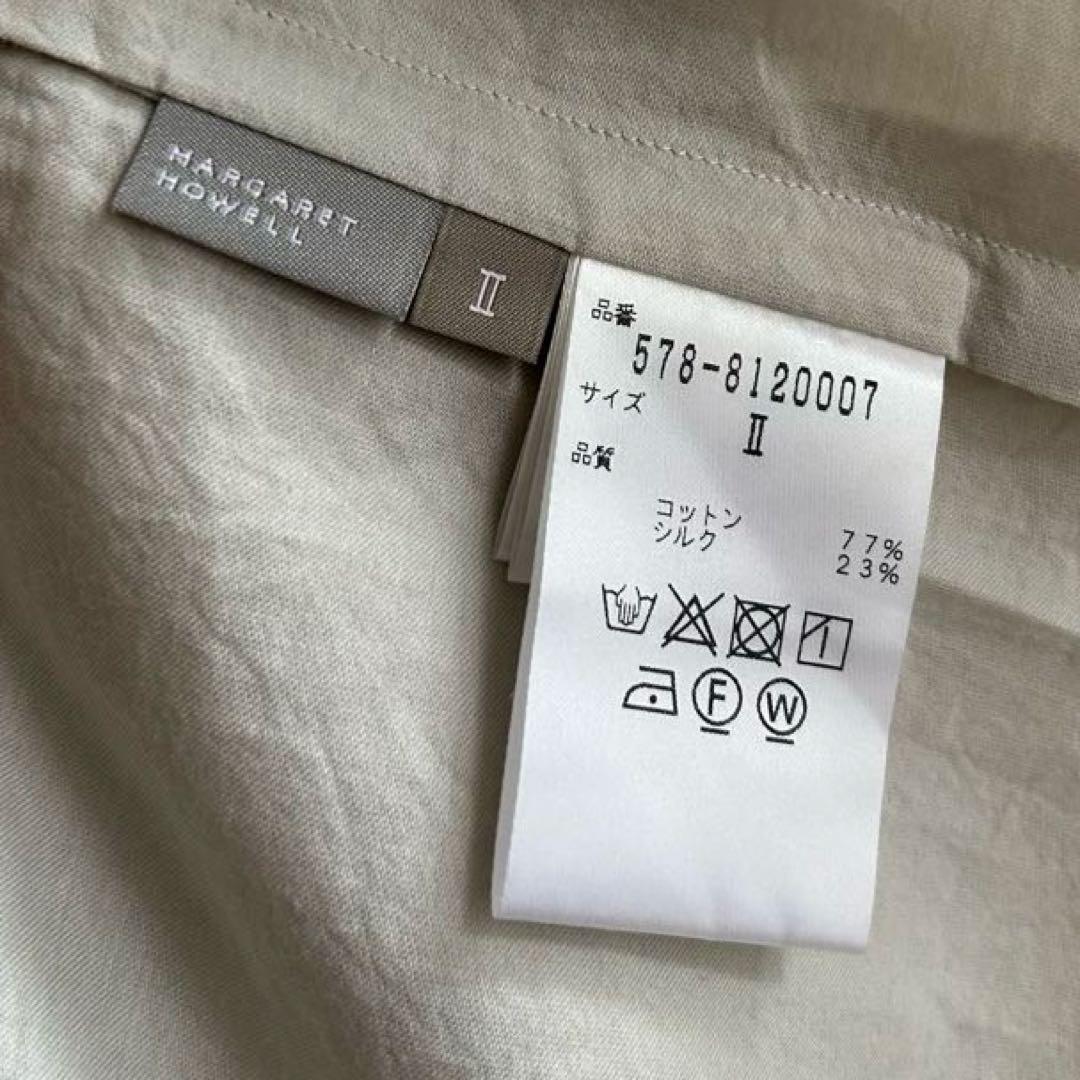 MARGARET
HOWELL
Ⅱ
品番
578-8120007
サイズ
Ⅱ
品質
コットン 77%
シルク 23%
F W